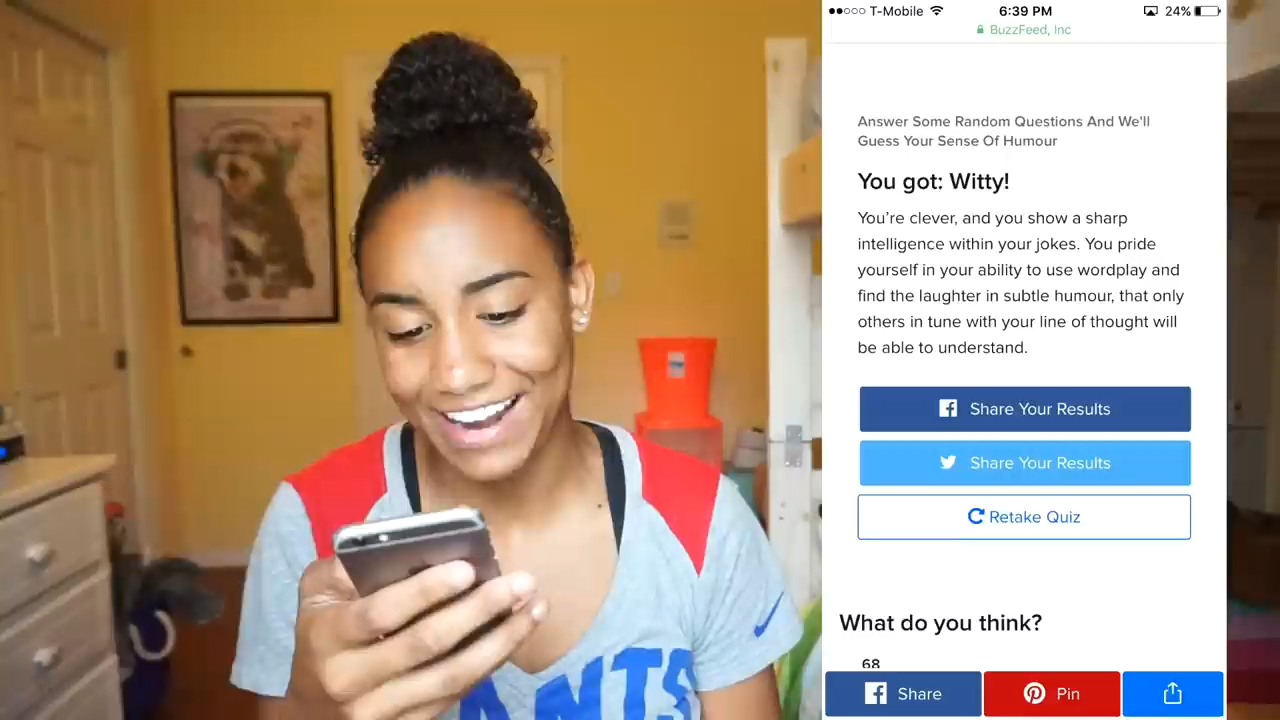 T-Mobile 6:39 PM 24%
BuzzFeed, Inc
Answer Some Random Questions And We'll
Guess Your Sense Of Humour
You got: Witty!
You're clever, and you show a sharp
intelligence within your jokes. You pride
yourself in your ability to use wordplay and
find the laughter in subtle humour, that only
others in tune with your line of thought will
be able to understand.
Share Your Results
Share Your Results
Retake Quiz
What do you think?
68
Share Pin
ANTS